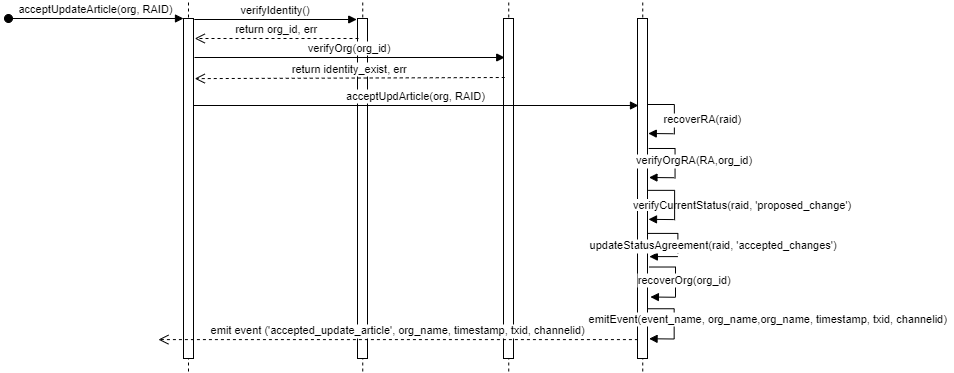 acceptUpdateArticle(org, RAID)
verifyIdentity()
return org_id, err
verifyOrg(org_id)
return identity_exist, err
acceptUpdArticle(org, RAID)
recoverRA(raid)
verifyOrgRA(RA,org_id)
verifyCurrentStatus(raid, 'proposed_change')
updateStatusAgreement(raid, 'accepted_changes')
recoverOrg(org_id)
emitEvent(event_name, org_name,org_name, timestamp, txid, channelid)
emit event ('accepted_update_article', org_name, timestamp, txid, channelid)